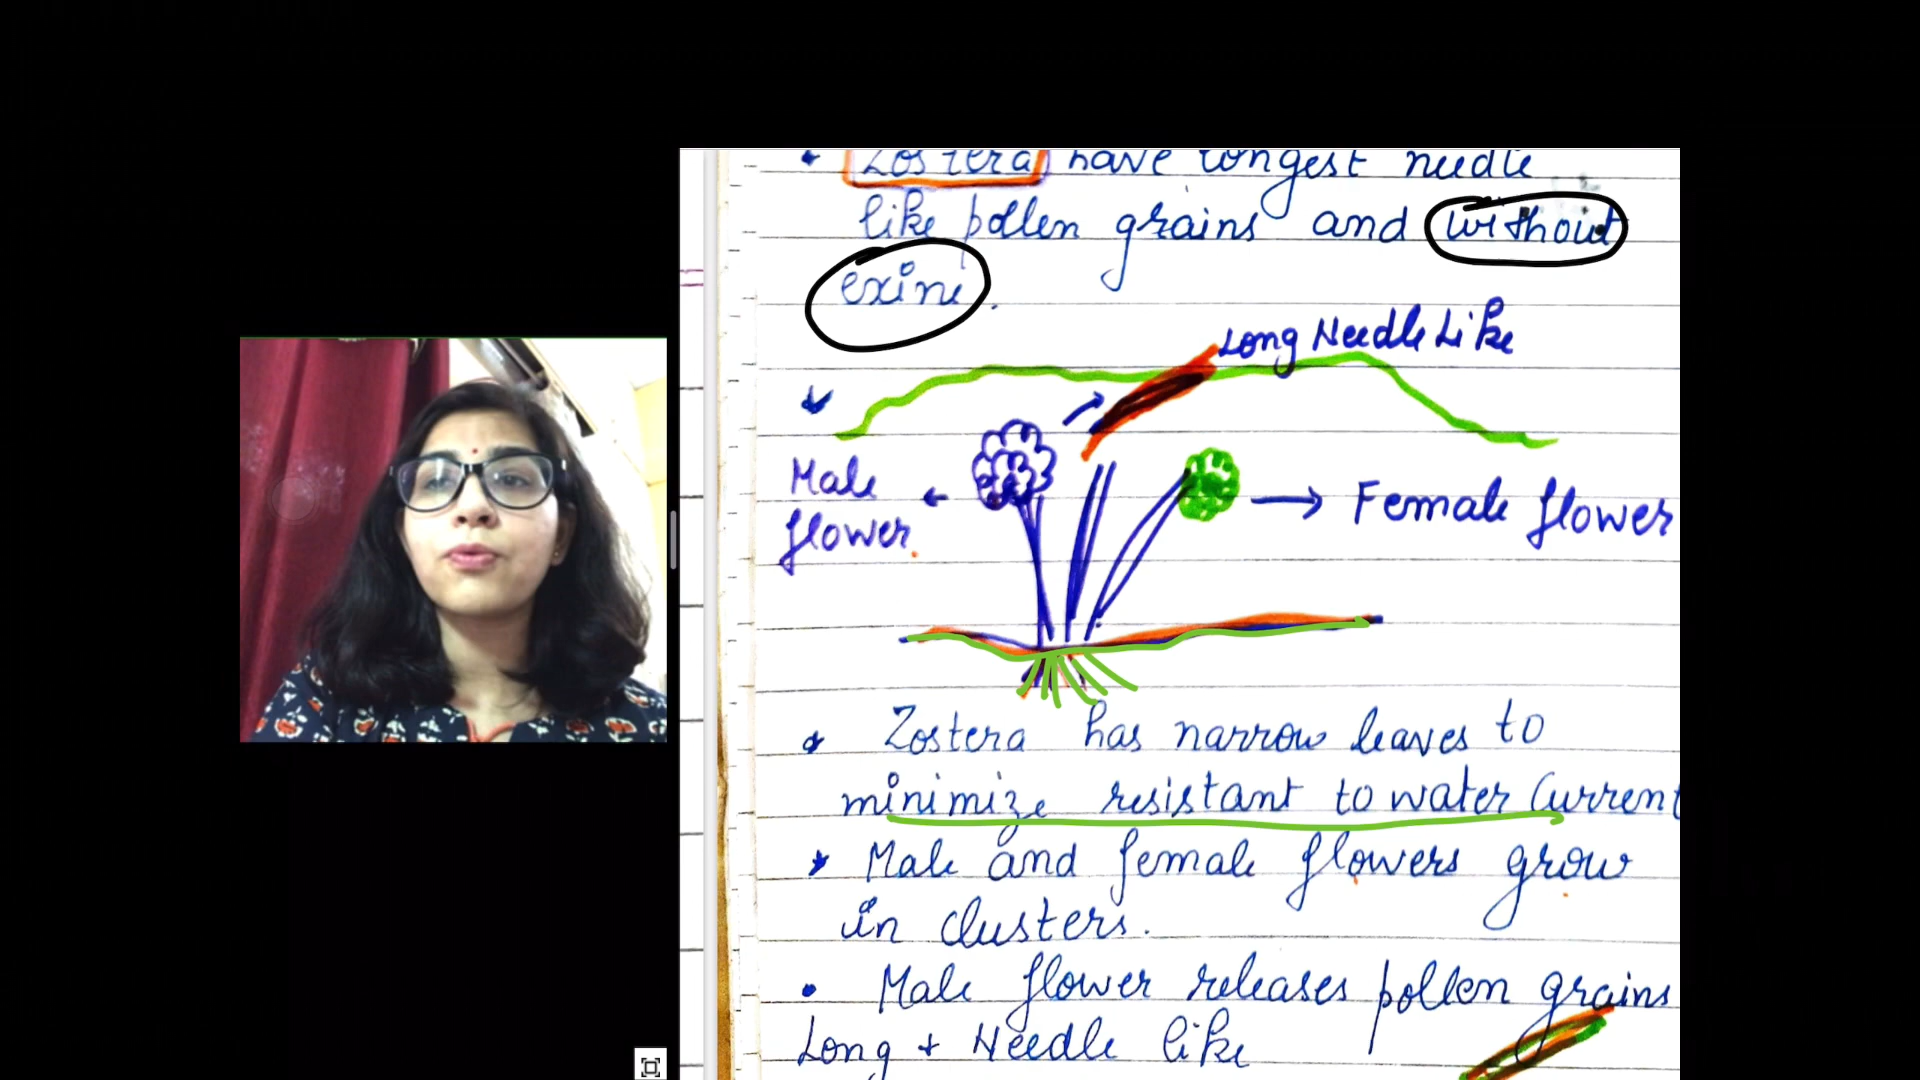 Zostera have longest needle
like pollen grains and without
exine.
Long Needle Like
Male
flower.
Female flower
Zostera has narrow leaves to
minimize resistant to water Current
Male and female flowers grow
in clusters.
Male flower releases pollen grains
Long + Needle like